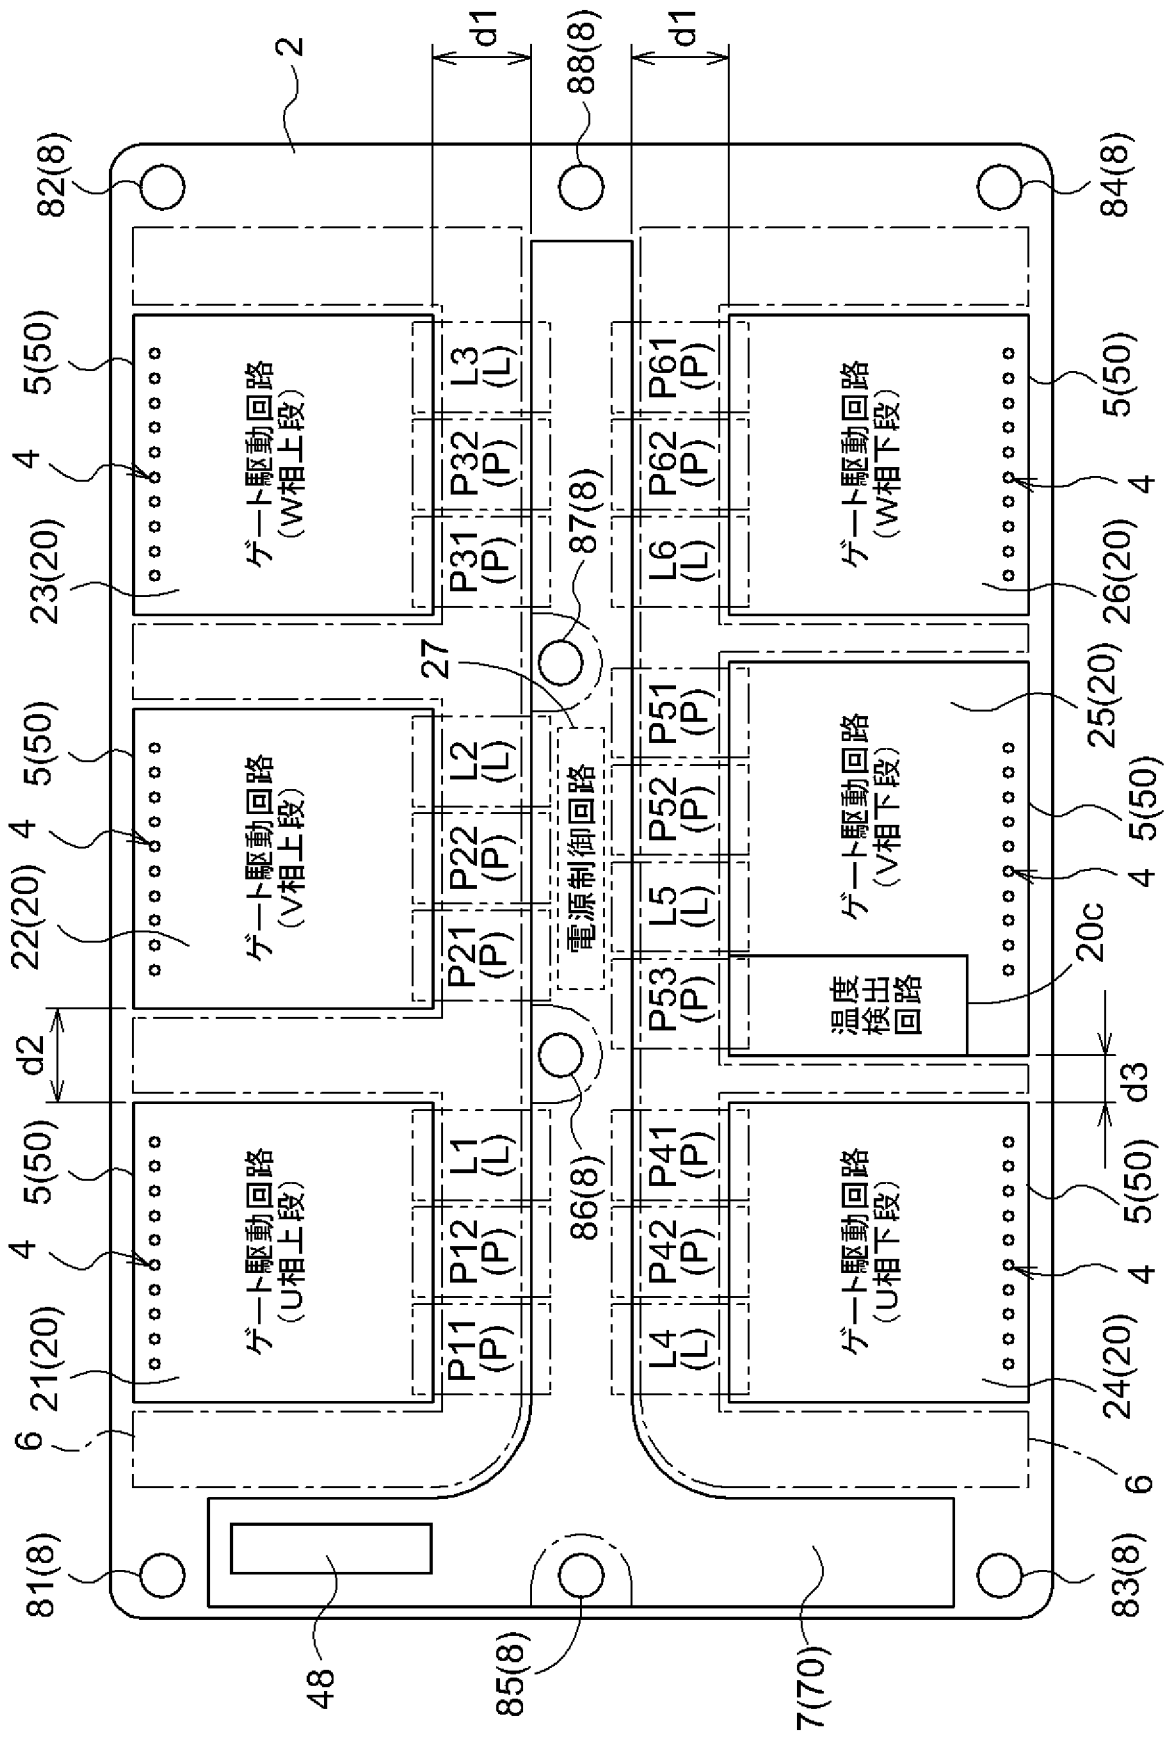 81(8)
6
21(20)
4
5(50)
d2
22(20)
4
5(50)
23(20)
4
5(50)
82(8)
2
48
ゲート駆動回路
(U相上段)
ゲート駆動回路
(V相上段)
ゲート駆動回路
(W相上段)
27
P11
(P)
P12
(P)
L1
(L)
P21
(P)
P22
(P)
L2
(L)
P31
(P)
P32
(P)
L3
(L)
d1
85(8)
86(8)
電源制御回路
87(8)
88(8)
L4
(L)
P42
(P)
P41
(P)
P53
(P)
L5
(L)
P52
(P)
P51
(P)
L6
(L)
P62
(P)
P61
(P)
d1
7(70)
ゲート駆動回路
(U相下段)
温度
検出
回路
ゲート駆動回路
(V相下段)
ゲート駆動回路
(W相下段)
83(8)
6
24(20)
4
5(50)
d3
20c
4
5(50)
25(20)
26(20)
4
5(50)
84(8)